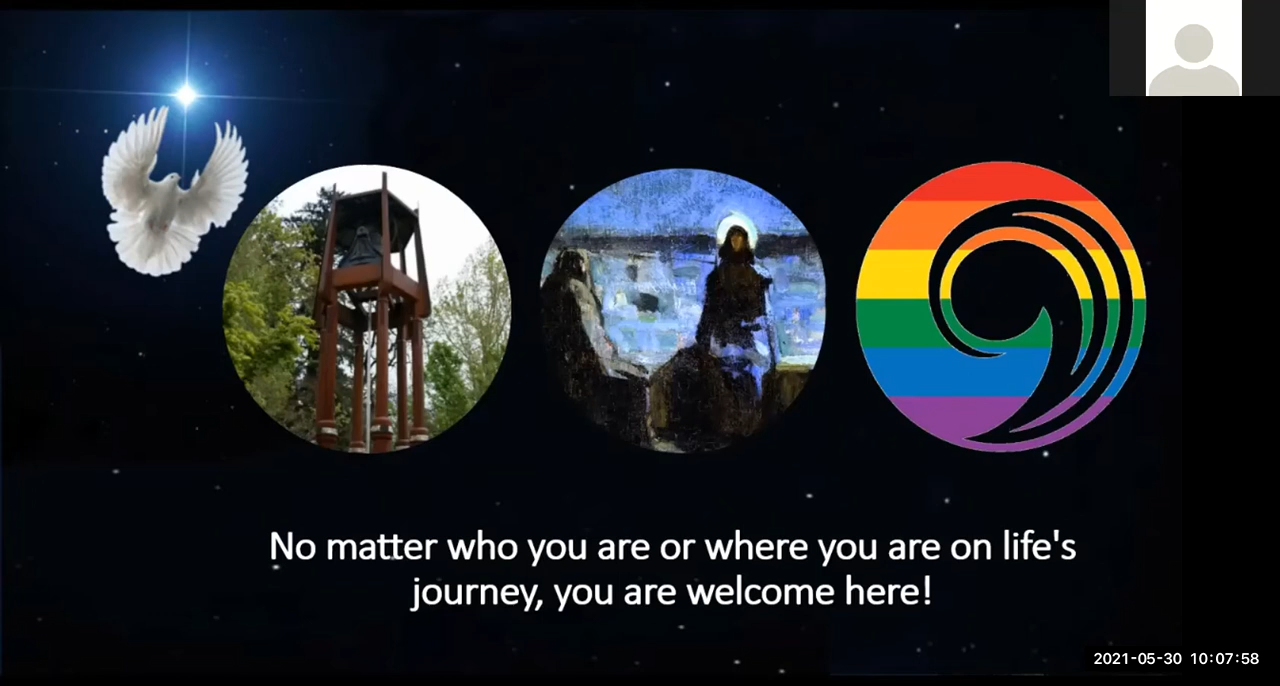 No matter who you are or where you are on life's
journey, you are welcome here!
2021-05-30 10:07:58